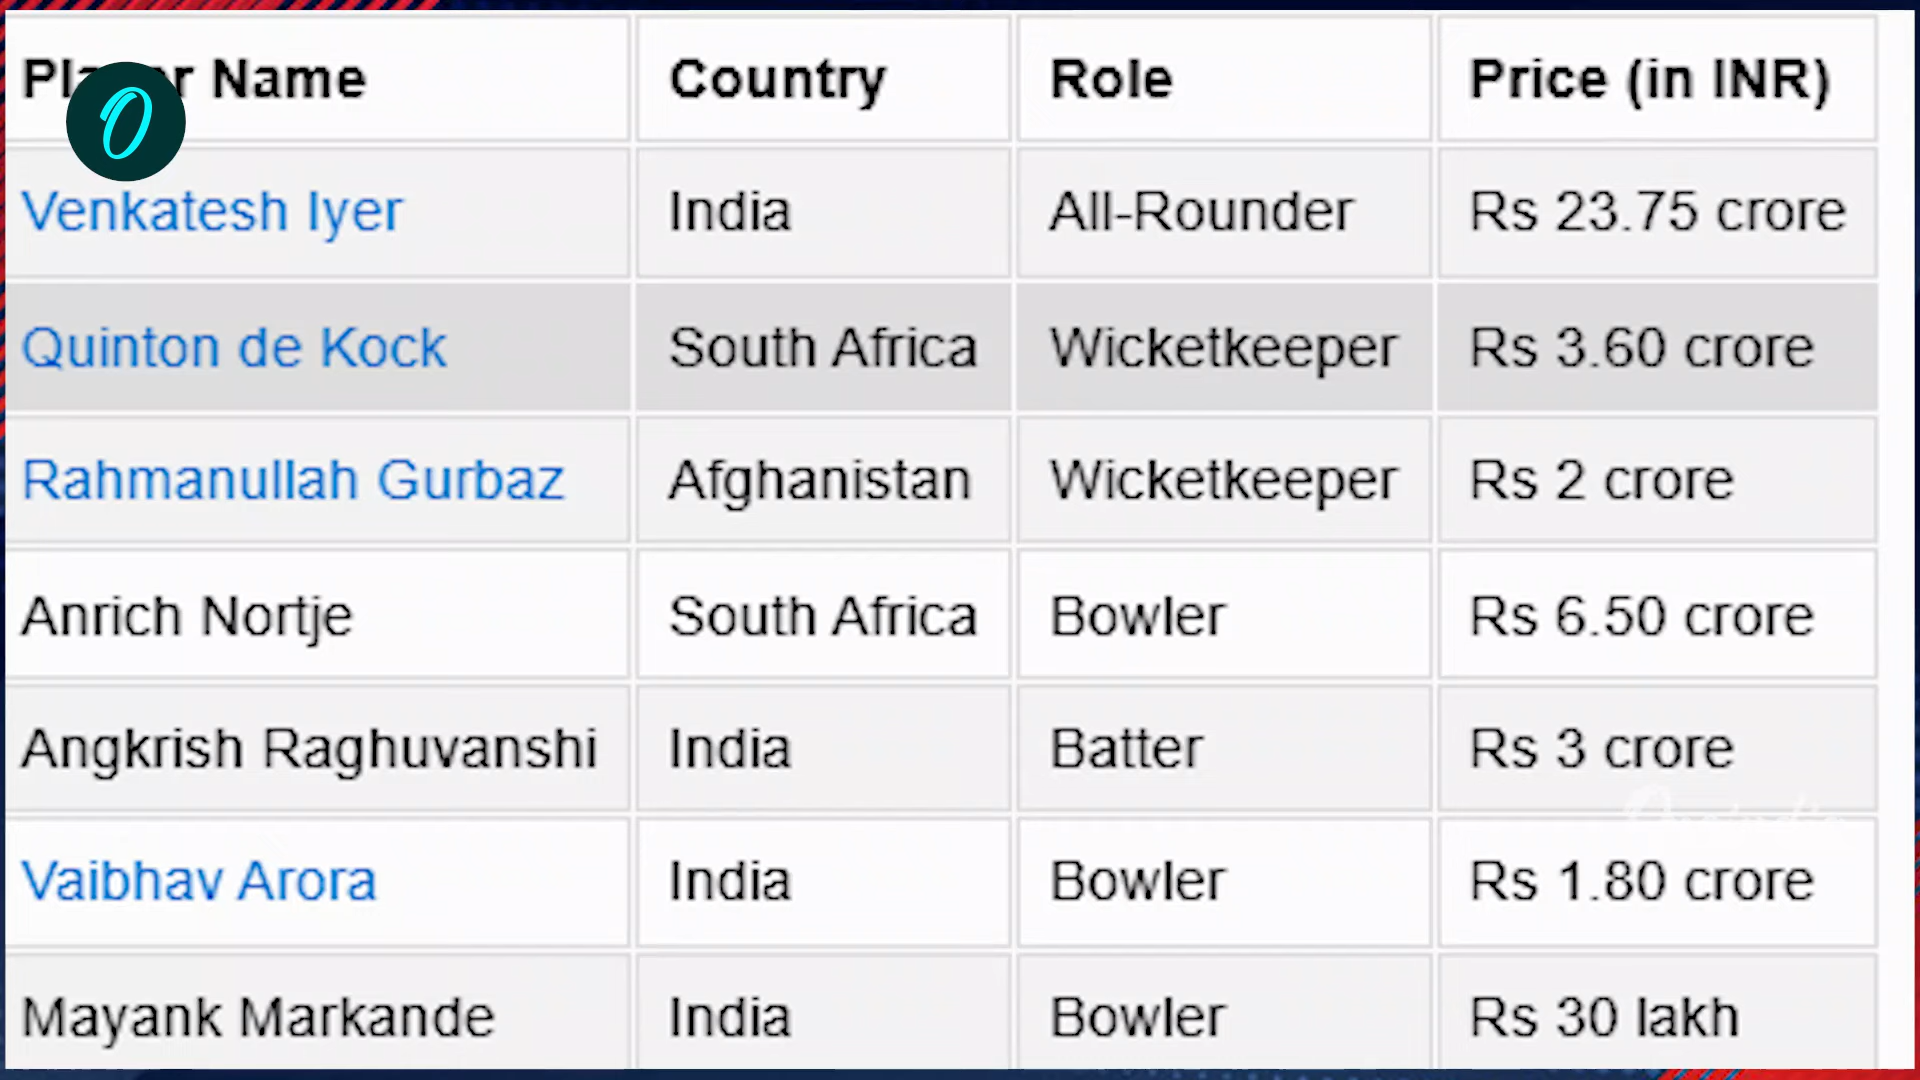 Player Name Country Role Price (in INR)
Venkatesh Iyer India All-Rounder Rs 23.75 crore
Quinton de Kock South Africa Wicketkeeper Rs 3.60 crore
Rahmanullah Gurbaz Afghanistan Wicketkeeper Rs 2 crore
Anrich Nortje South Africa Bowler Rs 6.50 crore
Angkrish Raghuvanshi India Batter Rs 3 crore
Vaibhav Arora India Bowler Rs 1.80 crore
Mayank Markande India Bowler Rs 30 lakh